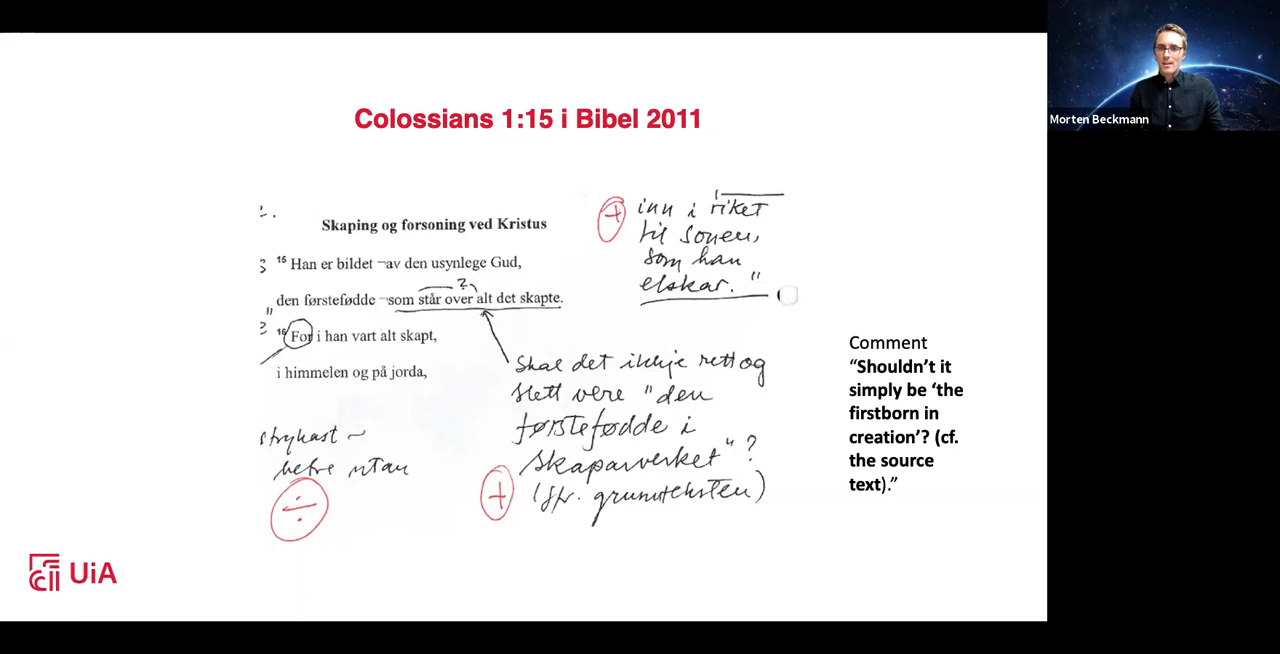 Colossians 1:15 i Bibel 2011
Morten Beckmann
2.
Skaping og forsoning ved Kristus
15 Han er bildet av den usynlege Gud,
?
den førstefødde som står over alt det skapte.
16 For i han vart alt skapt,
i himmelen og på jorda,
+ inn i riket
til sonen,
som han
elskar."
Skal det ikkje rett og
slett vere "den
førstefødde i
skaparverket"?
+ (jfr. grunnteksten)
strykast ~
betre utan
÷
Comment
“Shouldn’t it
simply be ‘the
firstborn in
creation’? (cf.
the source
text).”
UiA